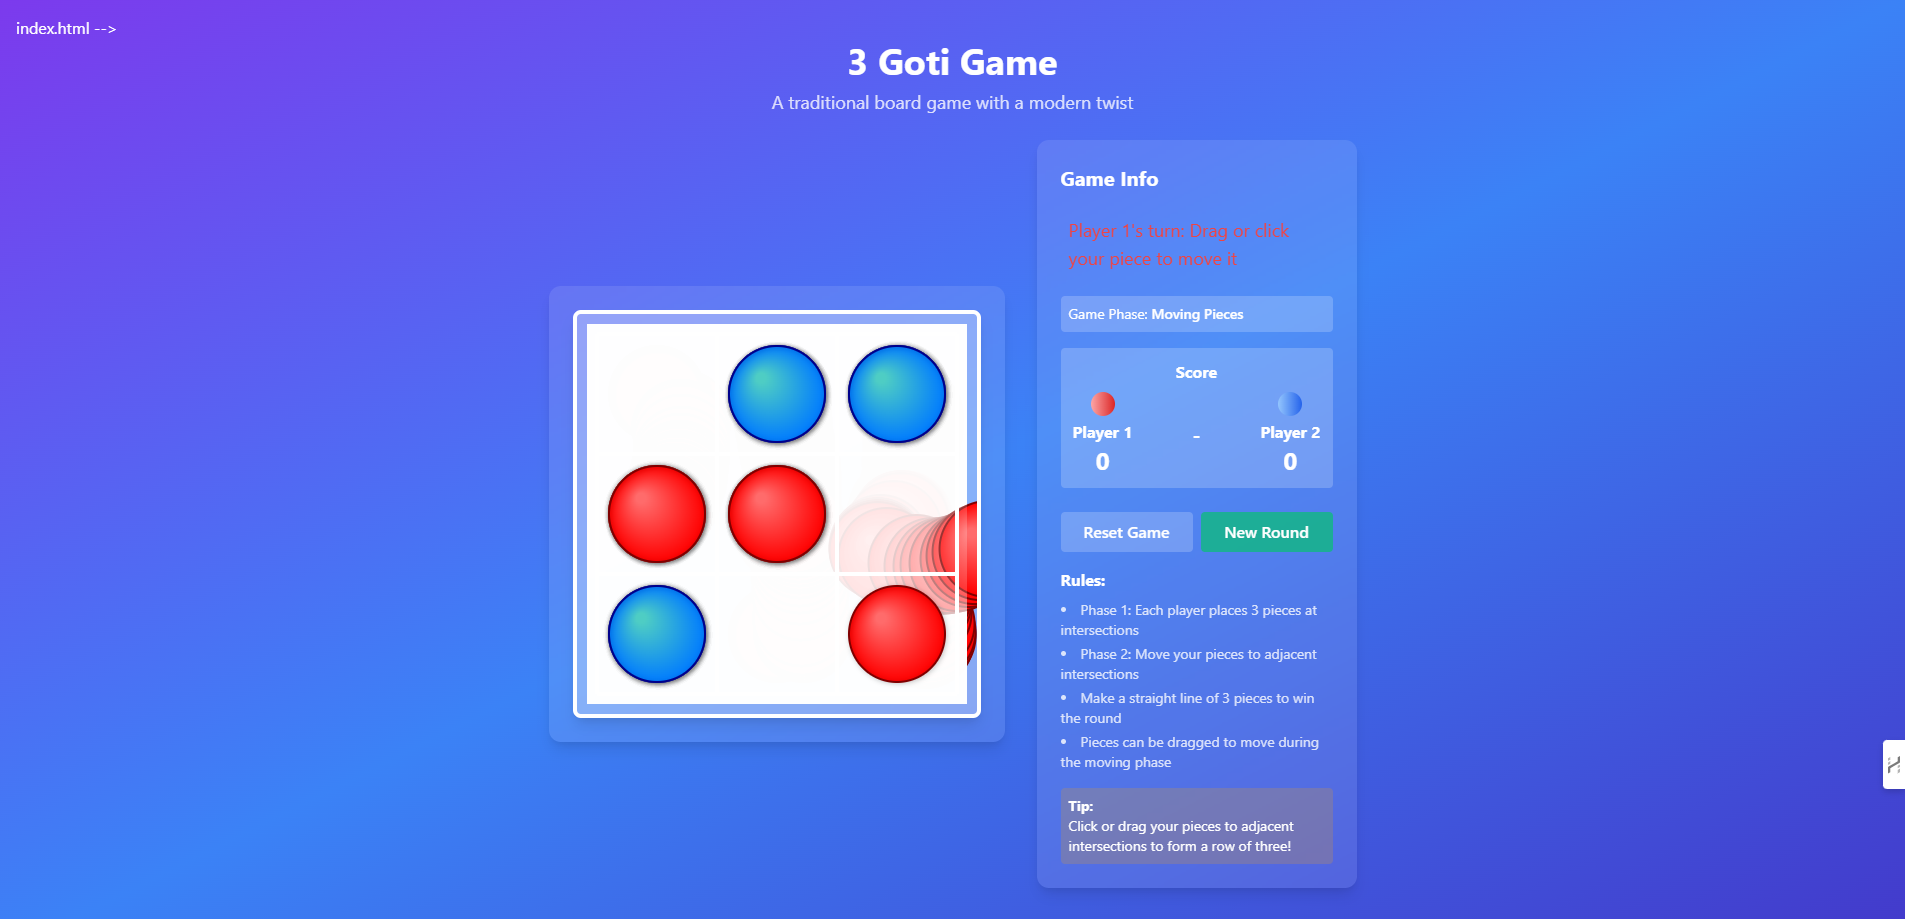 index.html -->
3 Goti Game
A traditional board game with a modern twist
Game Info
Player 1's turn: Drag or click
your piece to move it
Game Phase: Moving Pieces
Score
Player 1
-
Player 2
0
0
Reset Game
New Round
Rules:
• Phase 1: Each player places 3 pieces at
intersections
• Phase 2: Move your pieces to adjacent
intersections
• Make a straight line of 3 pieces to win
the round
• Pieces can be dragged to move during
the moving phase
Tip:
Click or drag your pieces to adjacent
intersections to form a row of three!